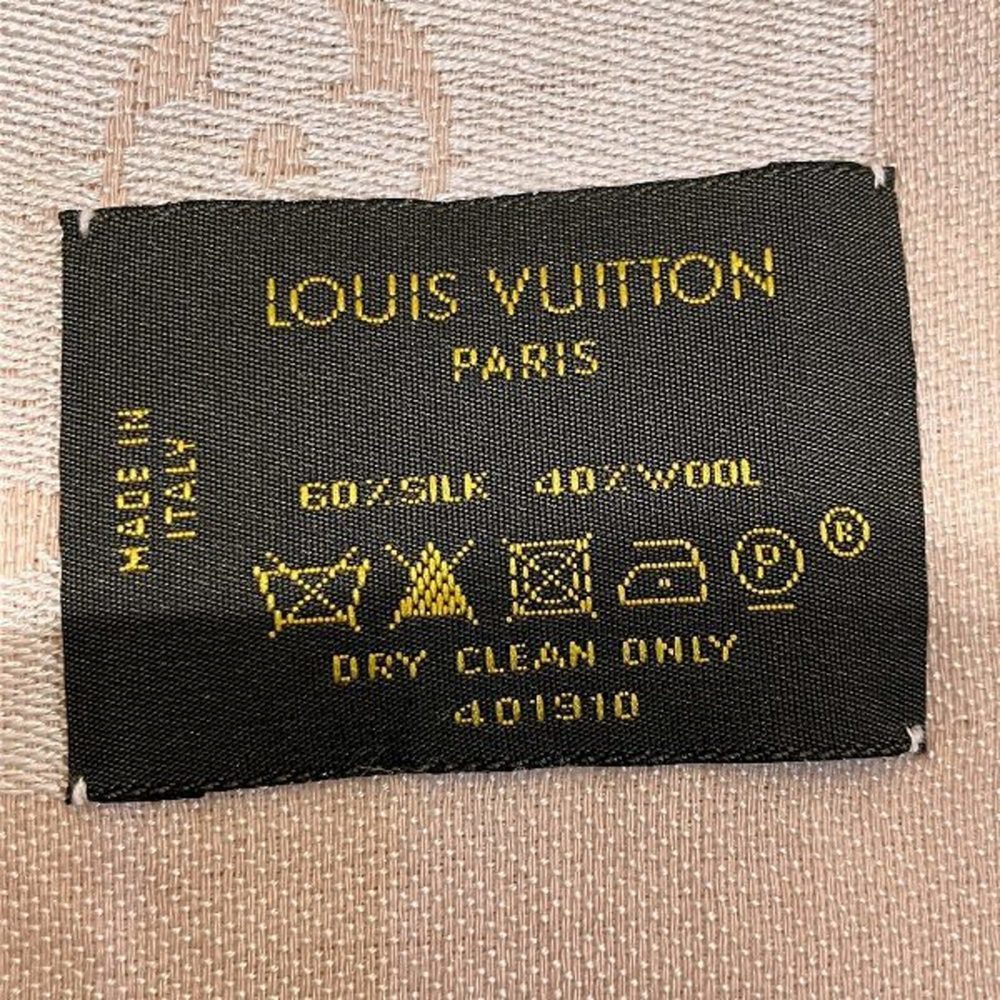 LOUIS VUITTON
PARIS
MADE IN
ITALY
60%SILK 40%WOOL
P ®
DRY CLEAN ONLY
401910